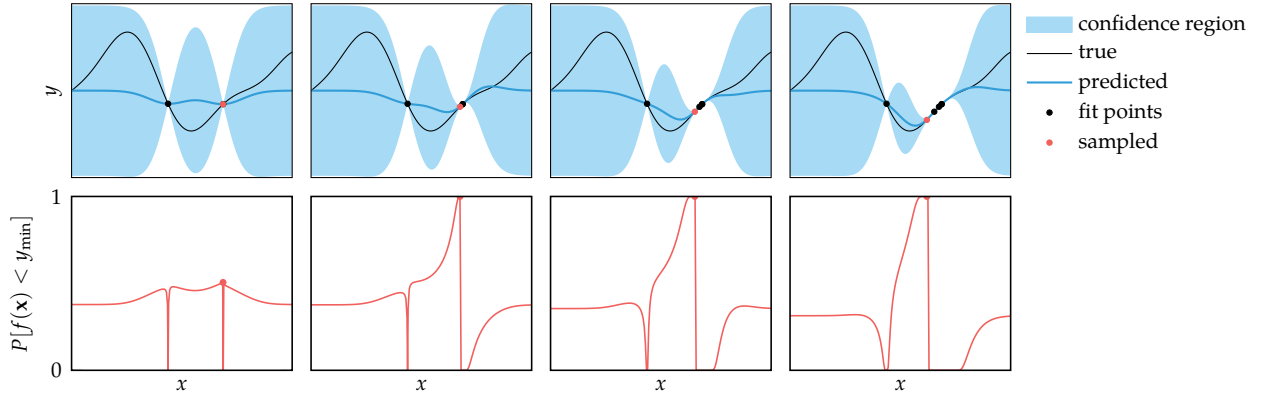 y
confidence region
true
predicted
fit points
sampled
P[f(x) < y_min]
1
0
x
x
x
x